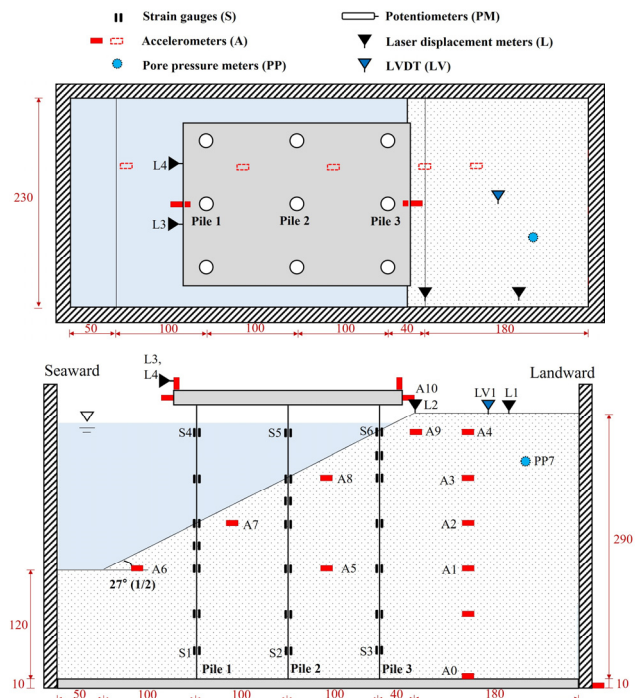 Strain gauges (S)
Potentiometers (PM)
Accelerometers (A)
Laser displacement meters (L)
Pore pressure meters (PP)
LVDT (LV)
L4
230
L3
Pile 1
Pile 2
Pile 3
50
100
100
100
40
180
Seaward
L3,
L4
Landward
A10
L2
LV1
L1
S4
S5
S6
A9
A4
PP7
A8
A3
A7
A2
290
A6
A5
A1
27° (1/2)
120
S1
S2
S3
Pile 1
Pile 2
Pile 3
A0
10
10
50
100
100
100
40
180